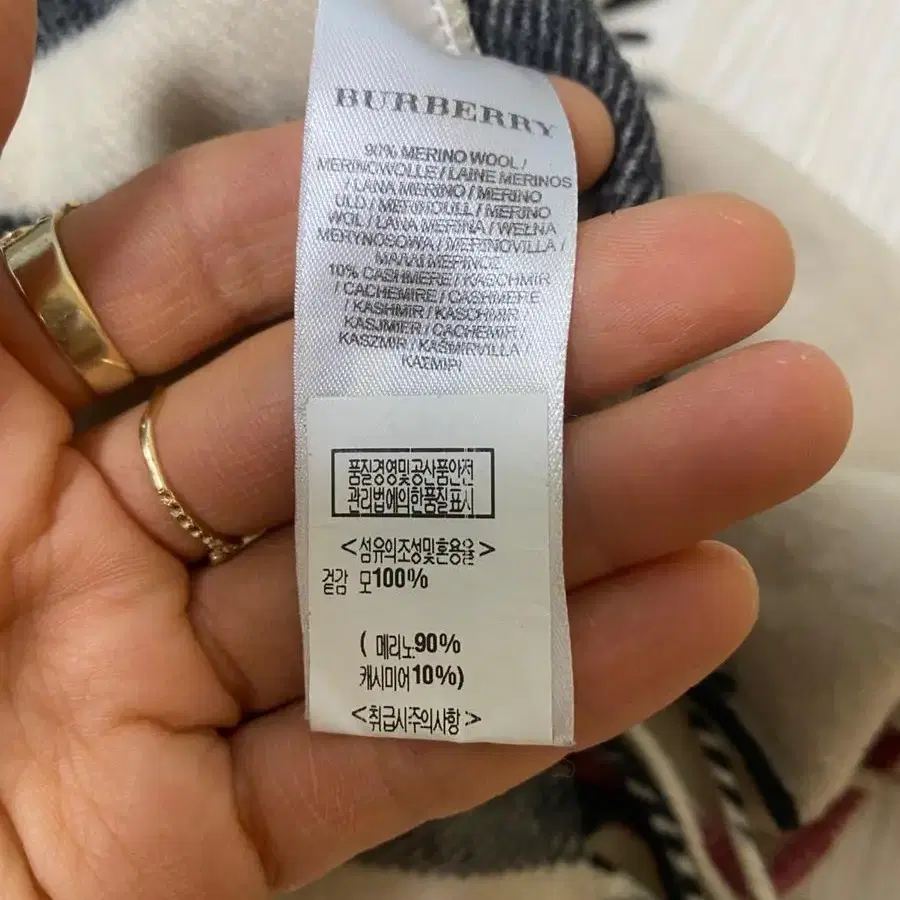 BURBERRY
90% MERINO WOOL /
MERINOWOLLE / LAINE MERINOS
/ LANA MERINO / MERINO
ULD / MERINOULL / MERINO
WOL / LANA MERINA / WEŁNA
MERYNOSOWA / MERINOVILLA /
10% CASHMERE / KASCHMIR
/ CACHEMIRE / CASHMERE
/ KASHMIR / KASCHMIR
KASJMIER / CACHEMIR /
KASZMIR / KASMIRVILLA /
품질경영및공산품안전
관리법에의한품질표시
<섬유의조성및혼용율>
겉감 모100%
( 메리노90%
캐시미어10%)
<취급시주의사항>